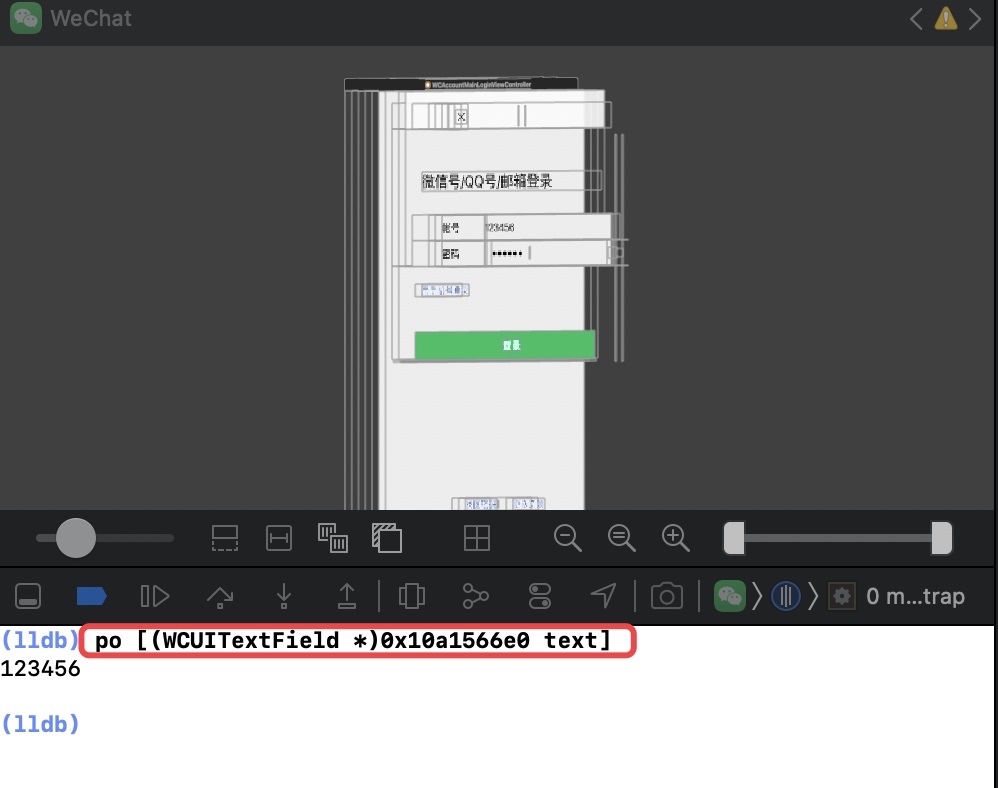 WeChat
WCAccountMainLoginViewController
微信号/QQ号/邮箱登录
帐号 123456
密码 ••••••
登录
0 m...trap
(lldb) po [(WCUITextField *)0x10a1566e0 text]
123456
(lldb)